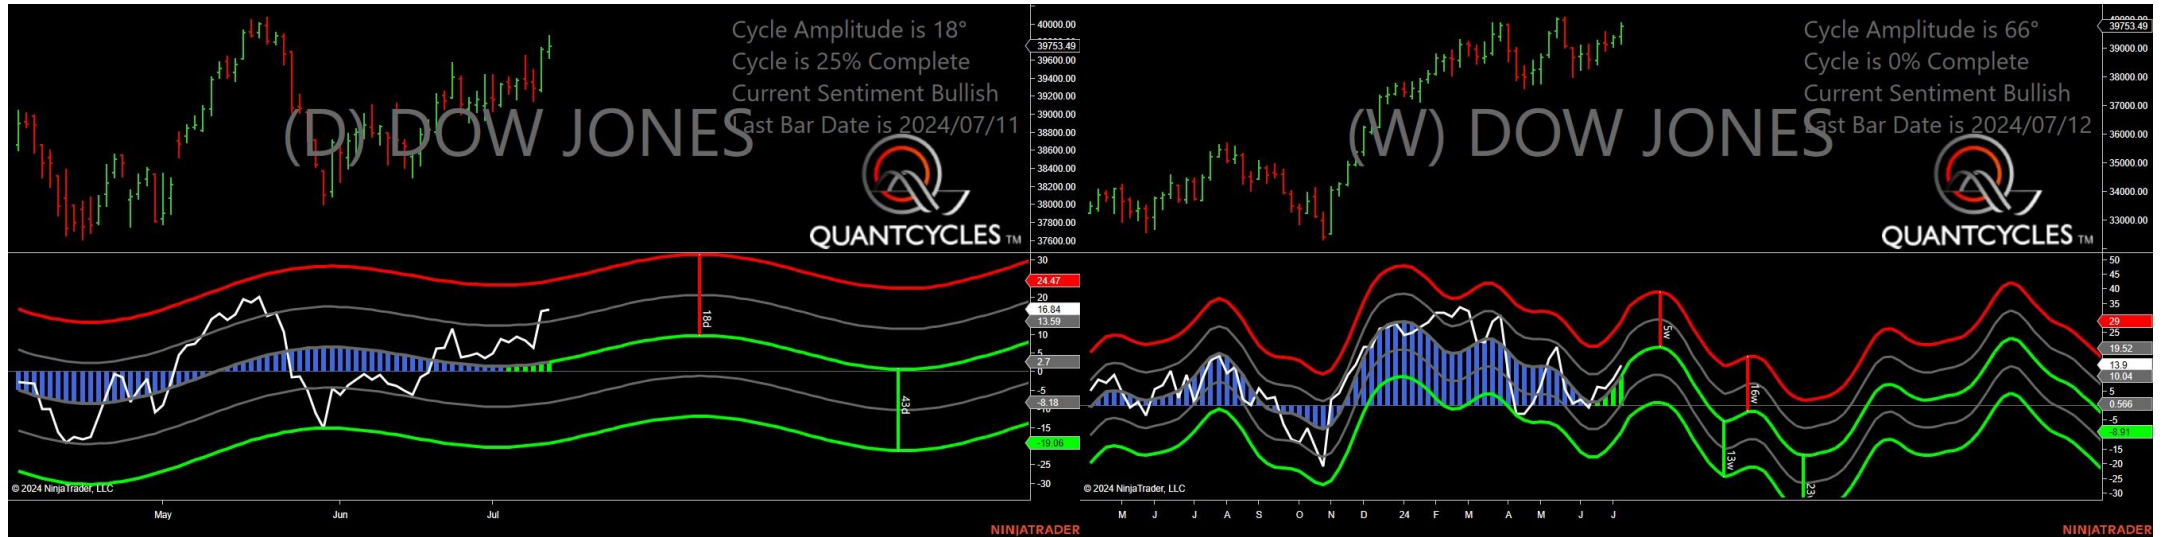 Cycle Amplitude is 18°
Cycle is 25% Complete
Current Sentiment Bullish
(D) DOW JONES
Last Bar Date is 2024/07/11
QUANTCYCLES TM
40000.00
39753.49
39600.00
39200.00
38800.00
38600.00
38400.00
38200.00
38000.00
37800.00
37600.00
30
24.47
20
16.84
13.59
10
5
2.7
0
-5
-8.18
-10
-15
-19.06
-25
-30
18d
43d
© 2024 NinjaTrader, LLC
May
Jun
Jul
NINJATRADER
Cycle Amplitude is 66°
Cycle is 0% Complete
Current Sentiment Bullish
(W) DOW JONES
Last Bar Date is 2024/07/12
QUANTCYCLES TM
40000.00
39753.49
39000.00
38000.00
37000.00
36000.00
35000.00
34000.00
33000.00
50
45
40
35
29
25
19.52
13.9
10.04
5
0.566
-5
-8.91
-15
-20
-25
-30
5w
16w
13w
23
© 2024 NinjaTrader, LLC
M J J A S O N D 24 F M A M J J
NINJATRADER